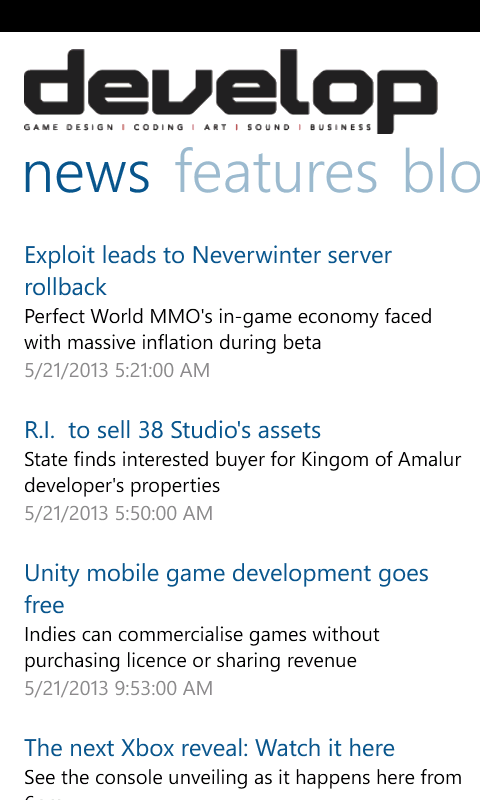 develop
GAME DESIGN | CODING | ART | SOUND | BUSINESS
news features blo
Exploit leads to Neverwinter server
rollback
Perfect World MMO's in-game economy faced
with massive inflation during beta
5/21/2013 5:21:00 AM
R.I.  to sell 38 Studio's assets
State finds interested buyer for Kingom of Amalur
developer's properties
5/21/2013 5:50:00 AM
Unity mobile game development goes
free
Indies can commercialise games without
purchasing licence or sharing revenue
5/21/2013 9:53:00 AM
The next Xbox reveal: Watch it here
See the console unveiling as it happens here from